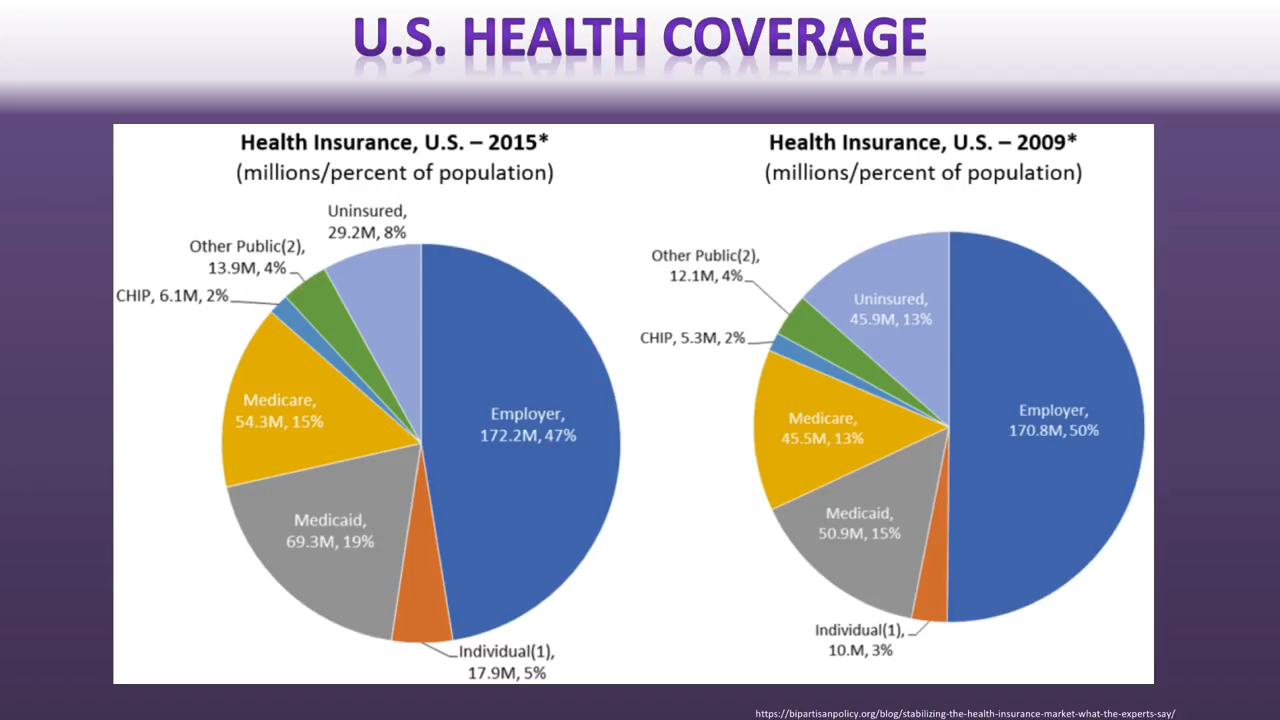 U.S. HEALTH COVERAGE
Health Insurance, U.S. – 2015*
(millions/percent of population)
Uninsured,
29.2M, 8%
Other Public(2),
13.9M, 4%
CHIP, 6.1M, 2%
Medicare,
54.3M, 15%
Employer,
172.2M, 47%
Medicaid,
69.3M, 19%
Individual(1),
17.9M, 5%
Health Insurance, U.S. – 2009*
(millions/percent of population)
Other Public(2),
12.1M, 4%
Uninsured,
45.9M, 13%
CHIP, 5.3M, 2%
Medicare,
45.5M, 13%
Employer,
170.8M, 50%
Medicaid,
50.9M, 15%
Individual(1),
10.M, 3%
https://bipartisanpolicy.org/blog/stabilizing-the-health-insurance-market-what-the-experts-say/